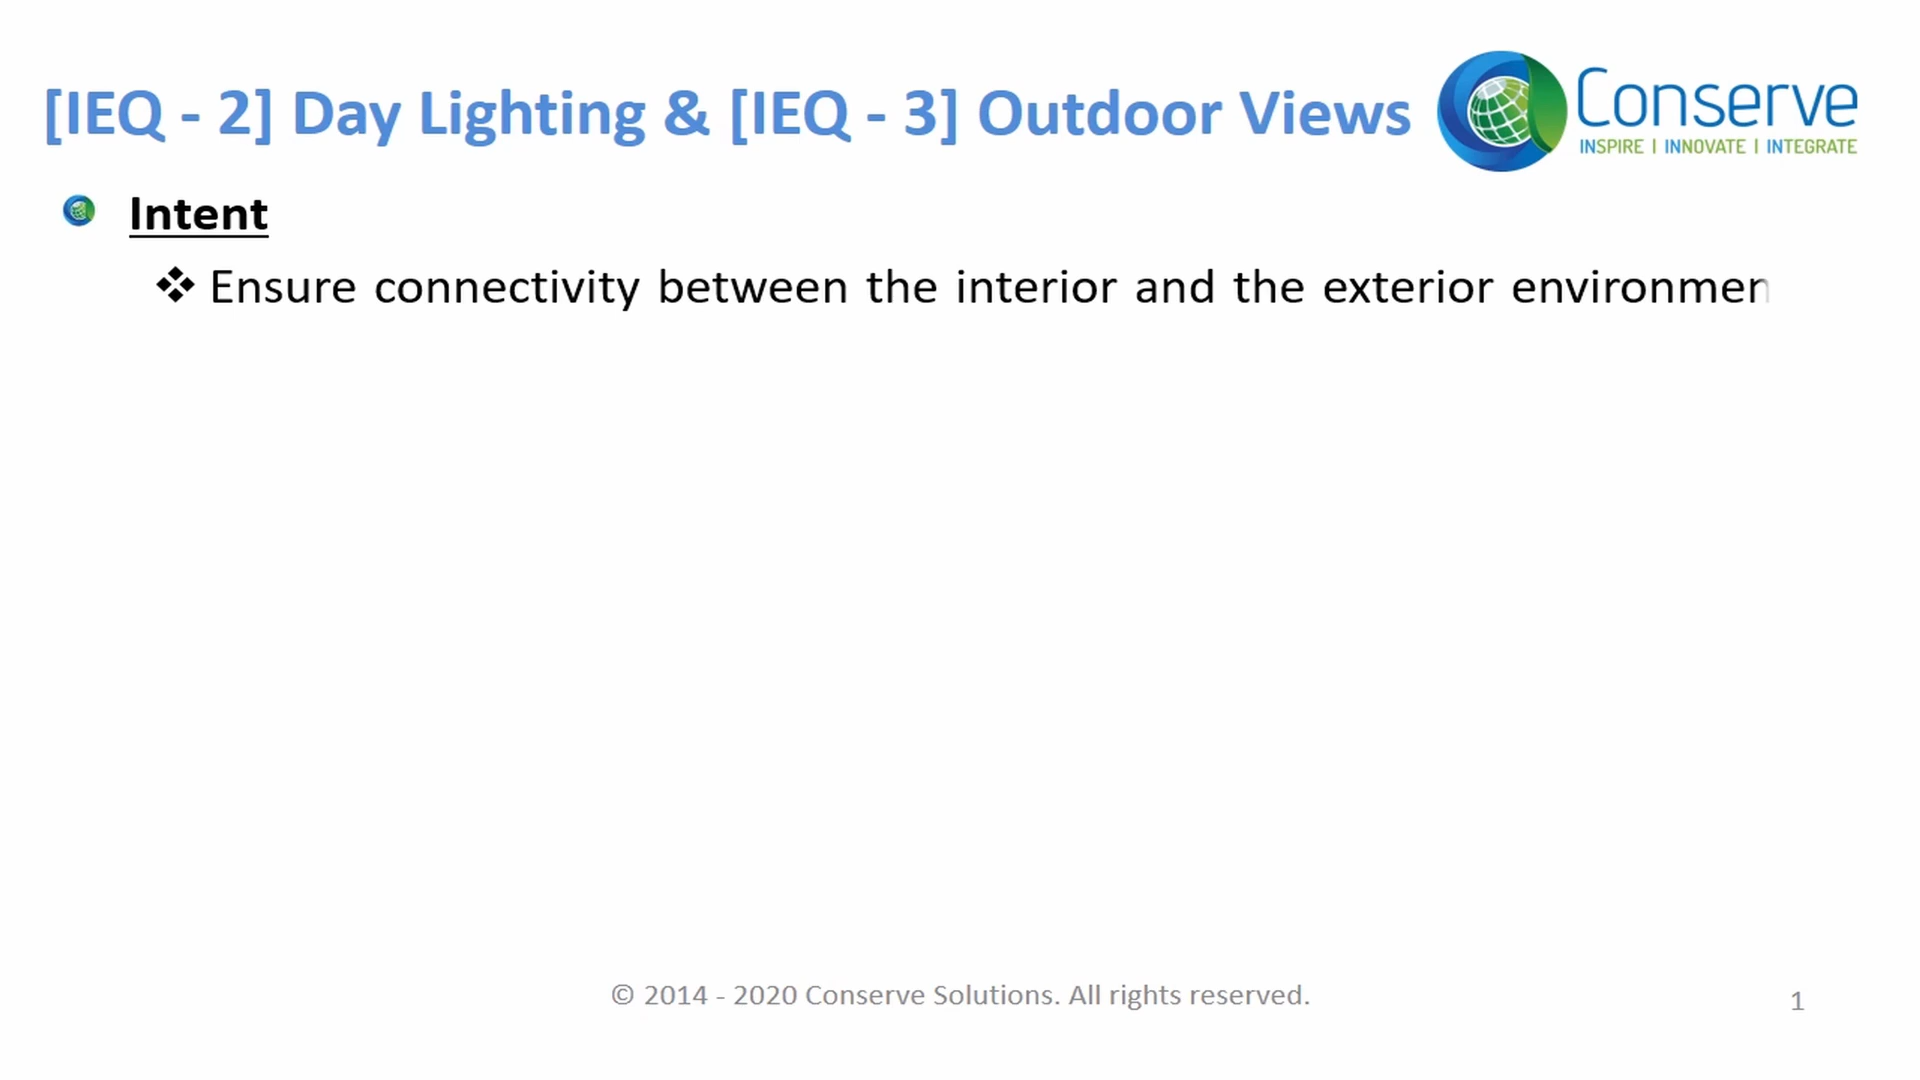 [IEQ - 2] Day Lighting & [IEQ - 3] Outdoor Views
Conserve
INSPIRE | INNOVATE | INTEGRATE
Intent
❖ Ensure connectivity between the interior and the exterior environmen
© 2014 - 2020 Conserve Solutions. All rights reserved.
1